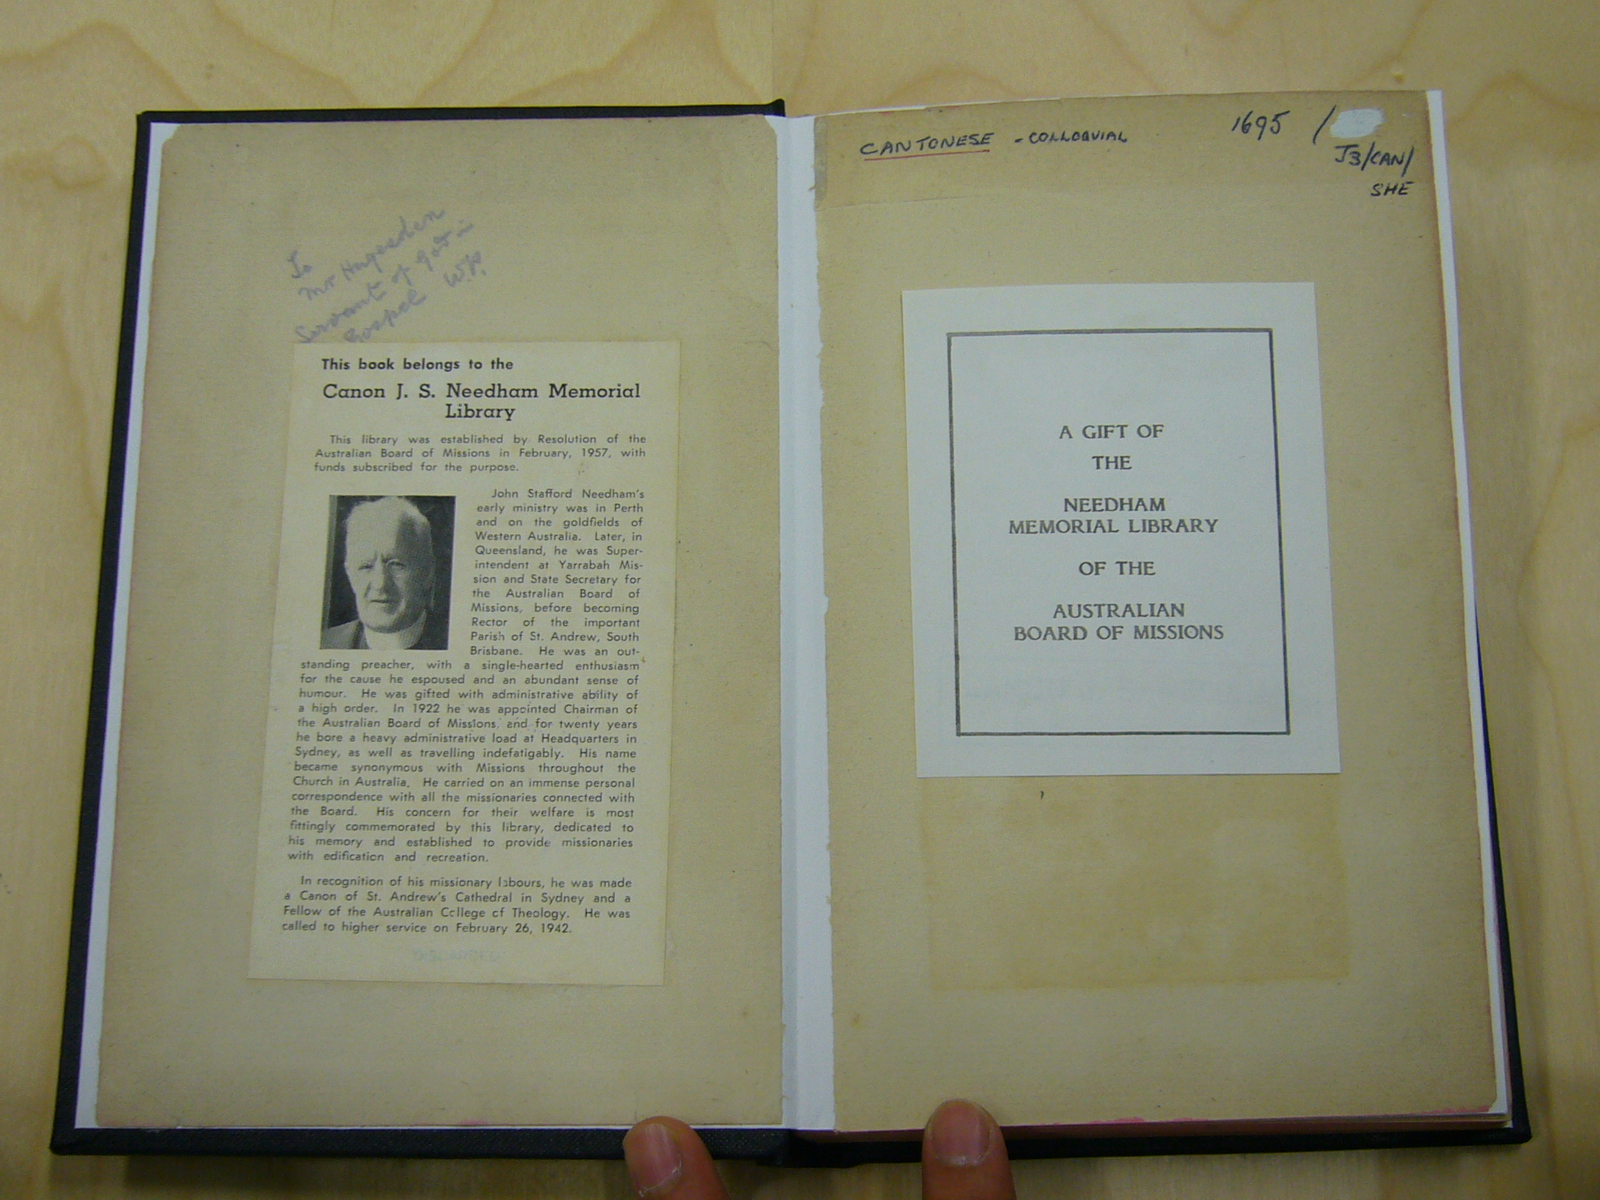 To
Mr Hugesden
Servant of God —
Gospel W.P.
This book belongs to the
Canon J. S. Needham Memorial
Library
This library was established by Resolution of the
Australian Board of Missions in February, 1957, with
funds subscribed for the purpose.
John Stafford Needham's
early ministry was in Perth
and on the goldfields of
Western Australia. Later, in
Queensland, he was Super-
intendent at Yarrabah Mis-
sion and State Secretary for
the Australian Board of
Missions, before becoming
Rector of the important
Parish of St. Andrew, South
Brisbane. He was an out-
standing preacher, with a single-hearted enthusiasm
for the cause he espoused and an abundant sense of
humour. He was gifted with administrative ability of
a high order. In 1922 he was appointed Chairman of
the Australian Board of Missions, and for twenty years
he bore a heavy administrative load at Headquarters in
Sydney, as well as travelling indefatigably. His name
became synonymous with Missions throughout the
Church in Australia. He carried on an immense personal
correspondence with all the missionaries connected with
the Board. His concern for their welfare is most
fittingly commemorated by this library, dedicated to
his memory and established to provide missionaries
with edification and recreation.
In recognition of his missionary labours, he was made
a Canon of St. Andrew's Cathedral in Sydney and a
Fellow of the Australian College of Theology. He was
called to higher service on February 26, 1942.
CANTONESE - COLLOQUIAL
1695 /
J3/CAN/
SHE
A GIFT OF
THE
NEEDHAM
MEMORIAL LIBRARY
OF THE
AUSTRALIAN
BOARD OF MISSIONS